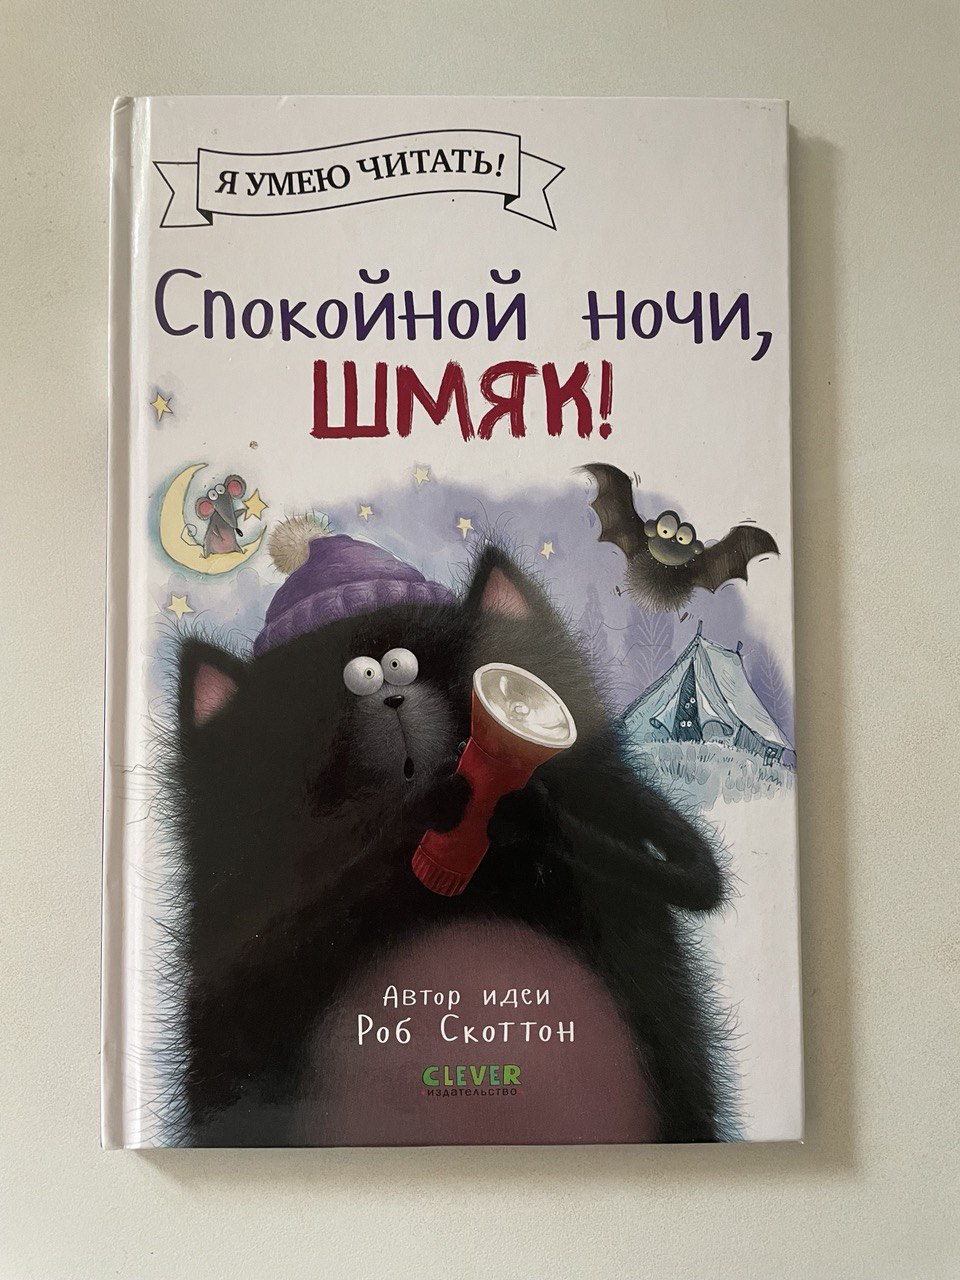 Я УМЕЮ ЧИТАТЬ!
Спокойной ночи,
ШМЯК!
Автор идеи
Роб Скоттон
CLEVER
издательство